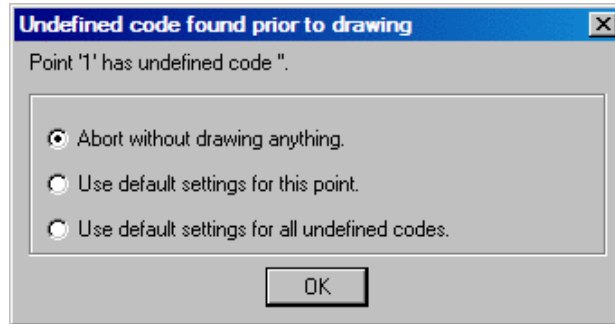 Undefined code found prior to drawing
Point '1' has undefined code ''.
Abort without drawing anything.
Use default settings for this point.
Use default settings for all undefined codes.
OK